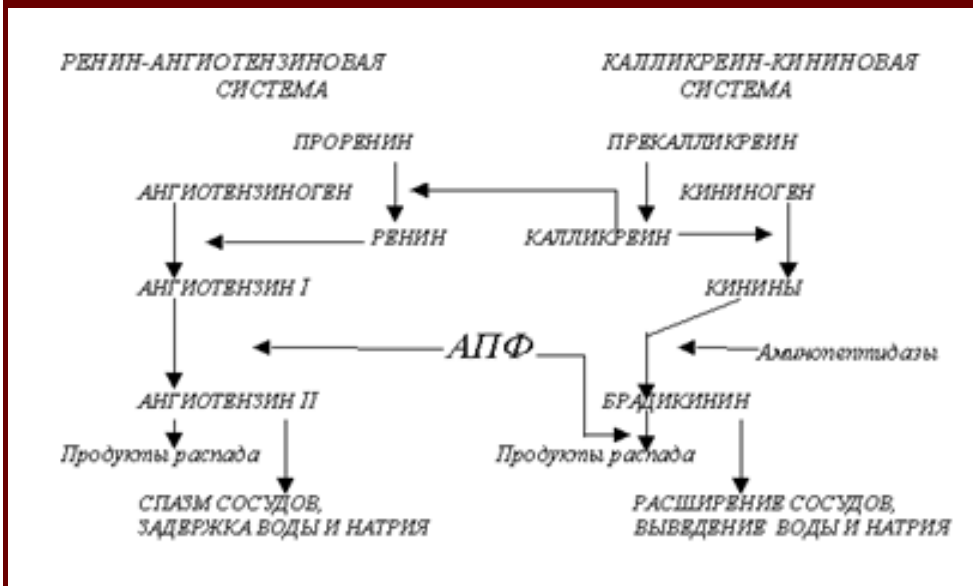 РЕНИН-АНГИОТЕНЗИНОВАЯ
СИСТЕМА
КАЛЛИКРЕИН-КИНИНОВАЯ
СИСТЕМА
ПРОРЕНИН
ПРЕКАЛЛИКРЕИН
АНГИОТЕНЗИНОГЕН
КИНИНОГЕН
РЕНИН
КАЛЛИКРЕИН
АНГИОТЕНЗИН I
КИНИНЫ
АПФ
Аминопептидазы
АНГИОТЕНЗИН II
БРАДИКИНИН
Продукты распада
Продукты распада
СПАЗМ СОСУДОВ,
ЗАДЕРЖКА ВОДЫ И НАТРИЯ
РАСШИРЕНИЕ СОСУДОВ,
ВЫВЕДЕНИЕ ВОДЫ И НАТРИЯ